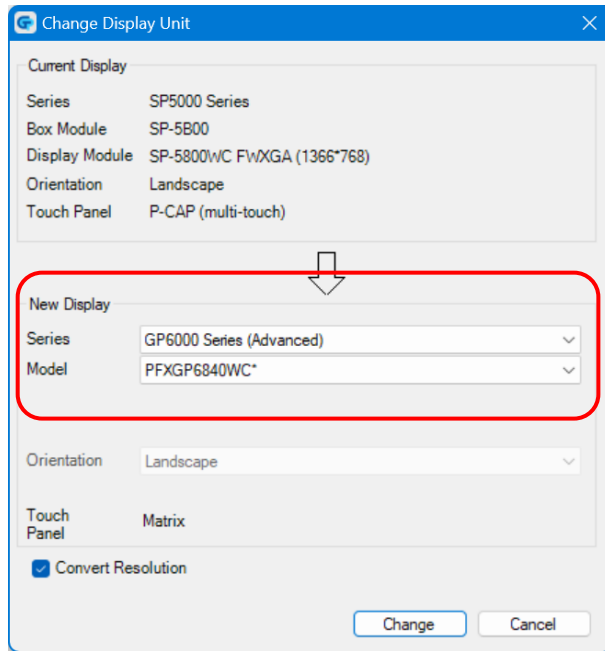 Change Display Unit
Current Display
Series SP5000 Series
Box Module SP-5B00
Display Module SP-5800WC FWXGA (1366*768)
Orientation Landscape
Touch Panel P-CAP (multi-touch)
New Display
Series GP6000 Series (Advanced)
Model PFXGP6840WC*
Orientation Landscape
Touch
Panel Matrix
Convert Resolution
Change Cancel